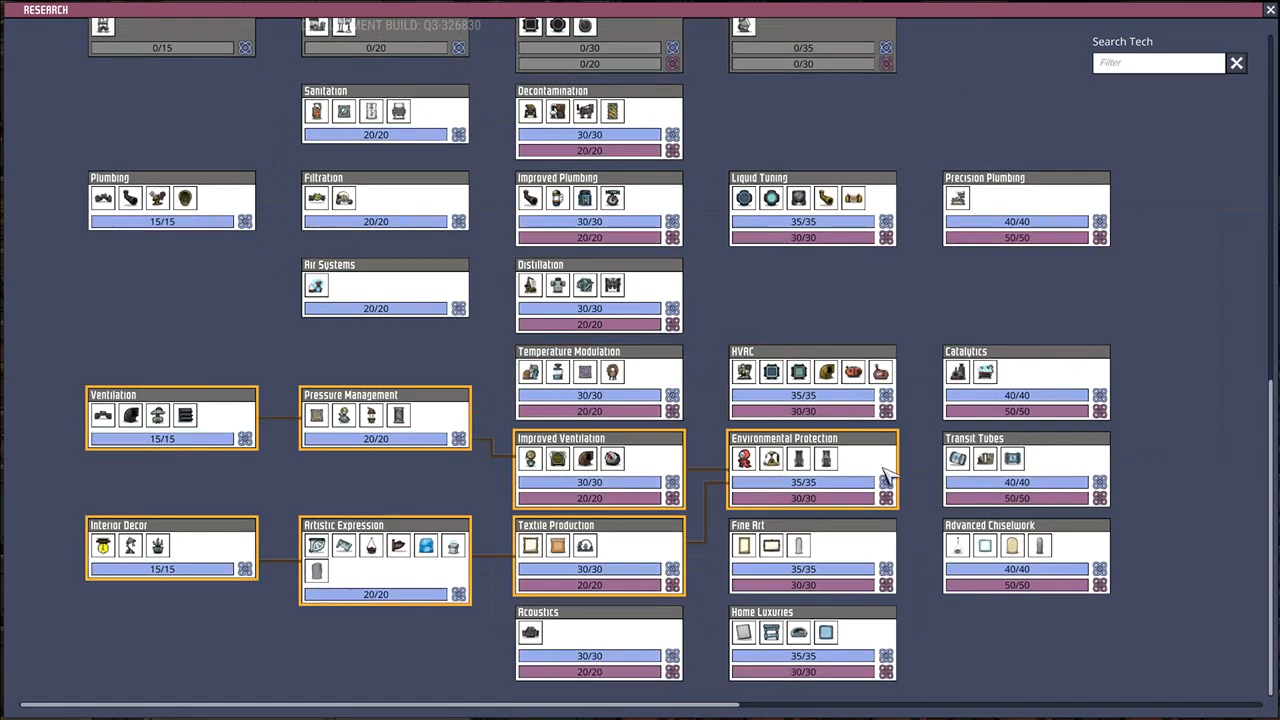 RESEARCH
MENT BUILD: Q3-326830
Search Tech
Filter
0/15
0/20
0/30
0/20
0/35
0/30
Sanitation
20/20
Decontamination
30/30
20/20
Plumbing
15/15
Filtration
20/20
Improved Plumbing
30/30
20/20
Liquid Tuning
35/35
30/30
Precision Plumbing
40/40
50/50
Air Systems
20/20
Distillation
30/30
20/20
Temperature Modulation
30/30
20/20
HVAC
35/35
30/30
Catalytics
40/40
50/50
Ventilation
15/15
Pressure Management
20/20
Improved Ventilation
30/30
20/20
Environmental Protection
35/35
30/30
Transit Tubes
40/40
50/50
Interior Decor
15/15
Artistic Expression
20/20
Textile Production
30/30
20/20
Fine Art
35/35
30/30
Advanced Chiselwork
40/40
50/50
Acoustics
30/30
20/20
Home Luxuries
35/35
30/30